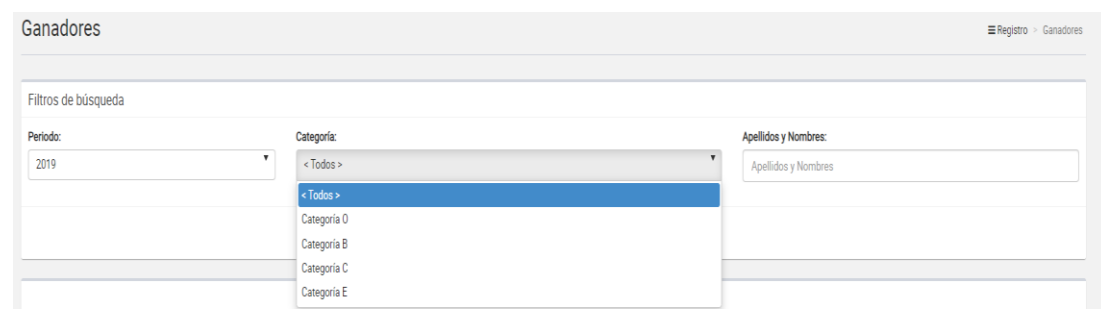 Ganadores
Registro > Ganadores
Filtros de búsqueda
Periodo:
Categoría:
Apellidos y Nombres:
2019
< Todos >
Apellidos y Nombres
< Todos >
Categoría O
Categoría B
Categoría C
Categoría E